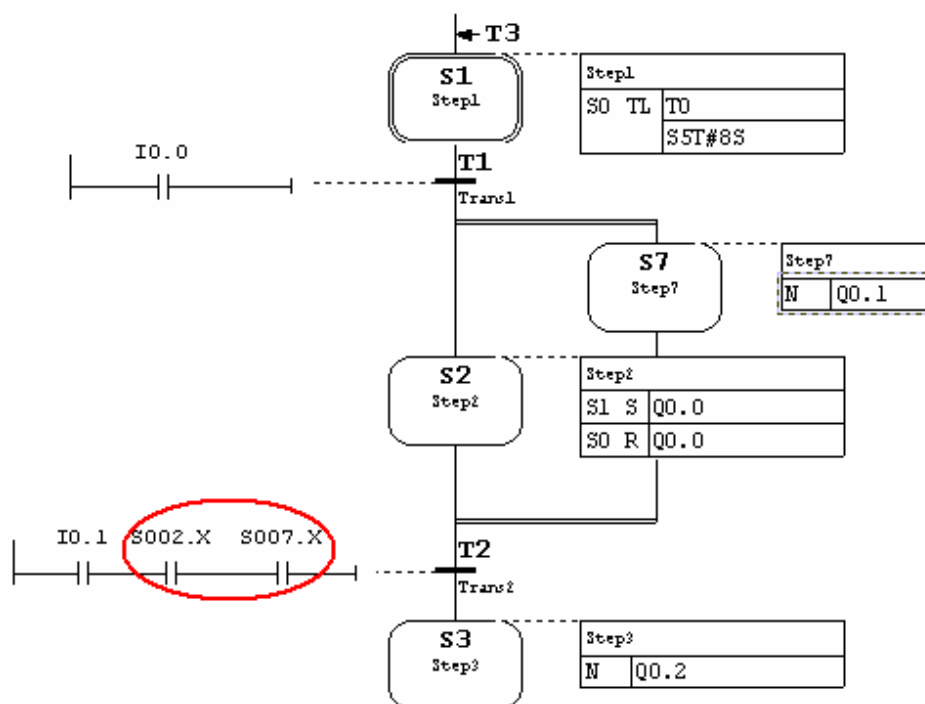 T3
S1
Step1
Step1
S0 TL T0
S5T#8S
I0.0
T1
Trans1
S7
Step7
Step7
N Q0.1
S2
Step2
Step2
S1 S Q0.0
S0 R Q0.0
I0.1 S002.X S007.X
T2
Trans2
S3
Step3
Step3
N Q0.2